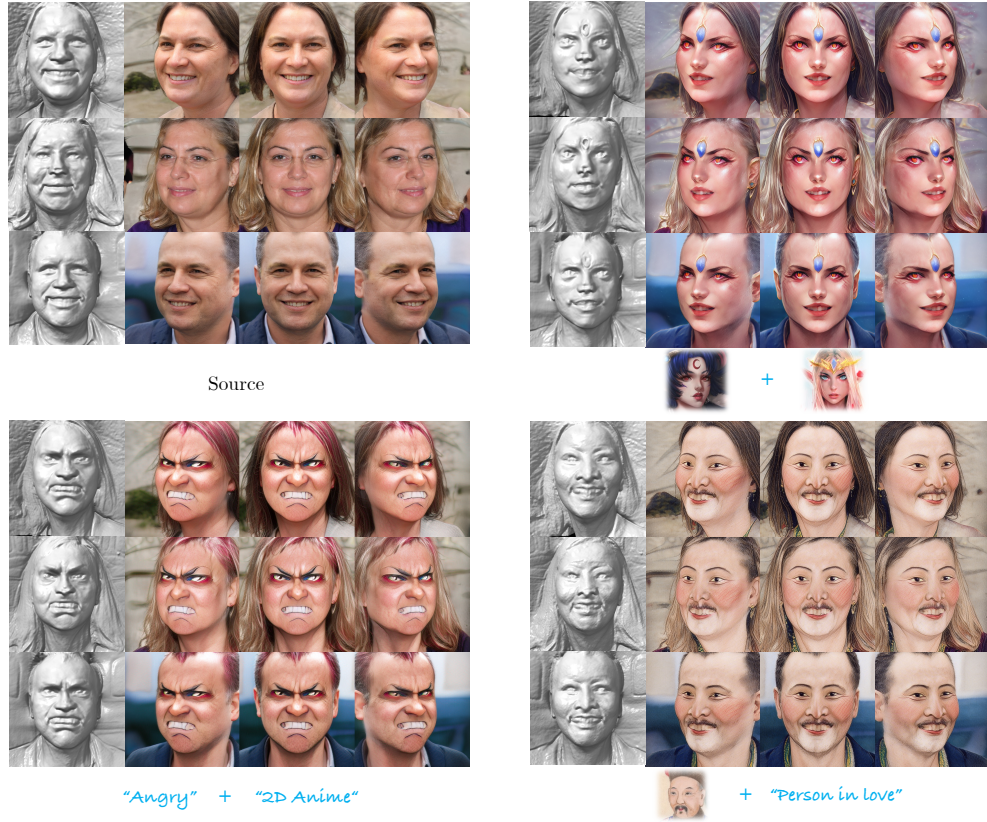 Source
+
"Angry" + "2D Anime"
+ "Person in love"